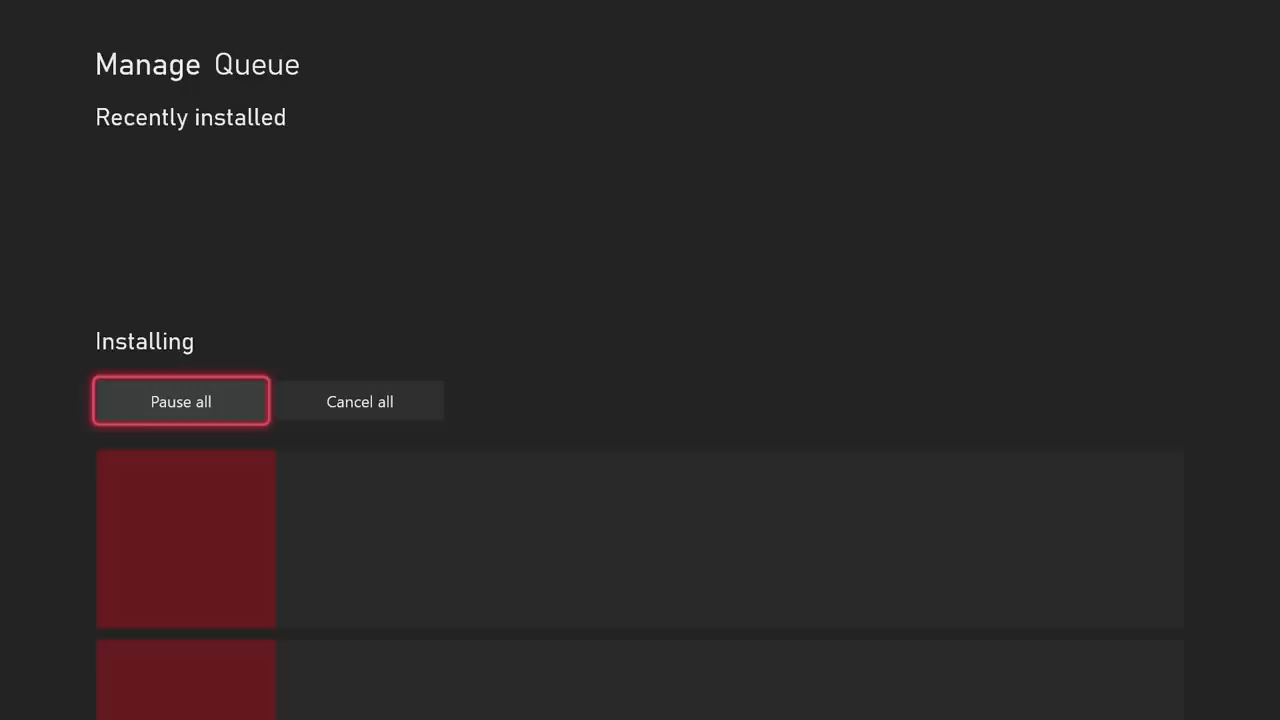 Manage Queue
Recently installed
Installing
Pause all Cancel all